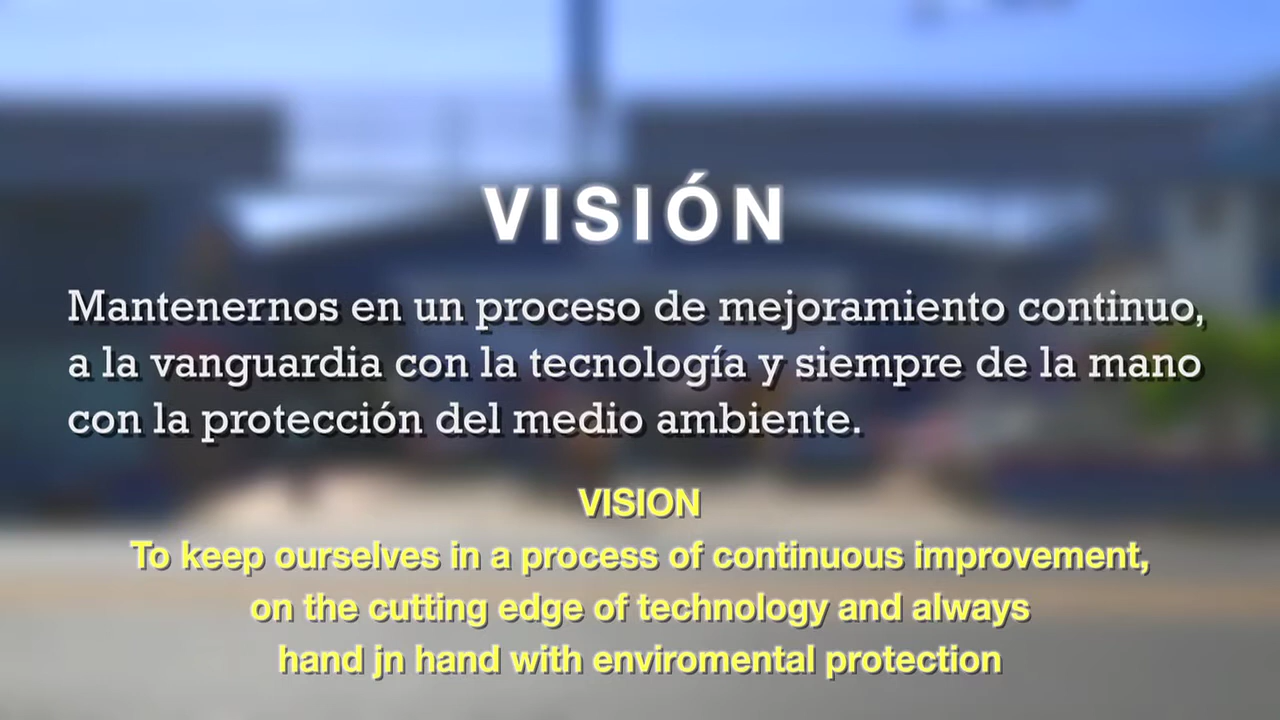 VISIÓN
Mantenernos en un proceso de mejoramiento continuo,
a la vanguardia con la tecnología y siempre de la mano
con la protección del medio ambiente.
VISION
To keep ourselves in a process of continuous improvement,
on the cutting edge of technology and always
hand jn hand with enviromental protection